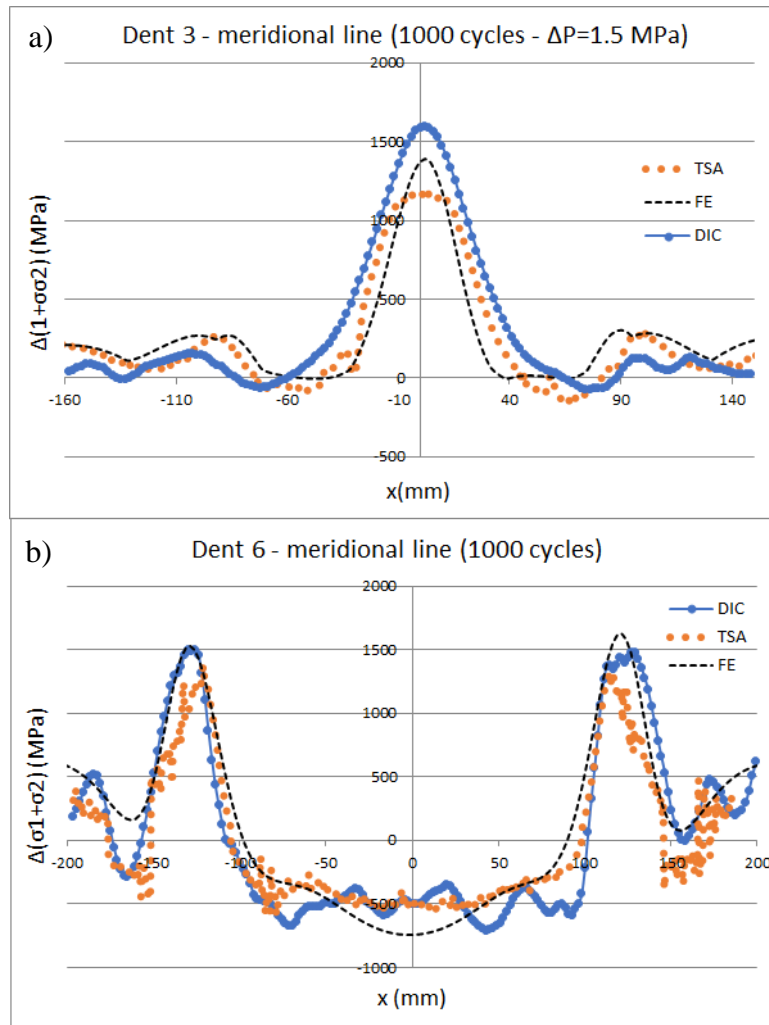 a)
Dent 3 - meridional line (1000 cycles - ΔP=1.5 MPa)
2000
1500
1000
500
0
-500
-160
-110
-60
-10
40
90
140
Δ(1+σσ2) (MPa)
x(mm)
TSA
FE
DIC
b)
Dent 6 - meridional line (1000 cycles)
2000
1500
1000
500
0
-500
-1000
-200
-150
-100
-50
0
50
100
150
200
Δ(σ1+σ2) (MPa)
x (mm)
DIC
TSA
FE